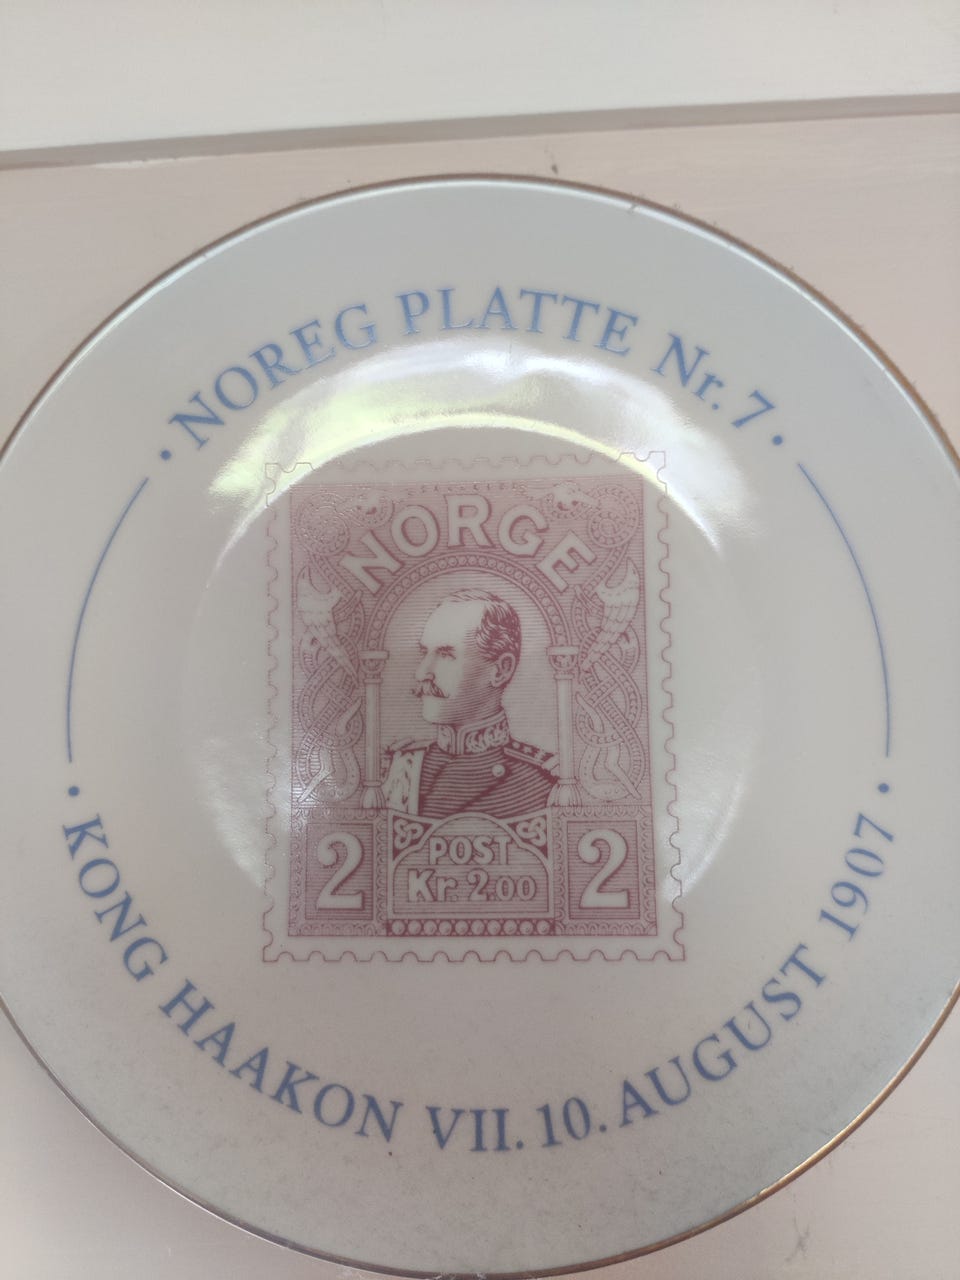 · NOREG PLATTE Nr. 7 ·
NORGE
2 POST 2
Kr. 2.00
· KONG HAAKON VII. 10. AUGUST 1907 ·